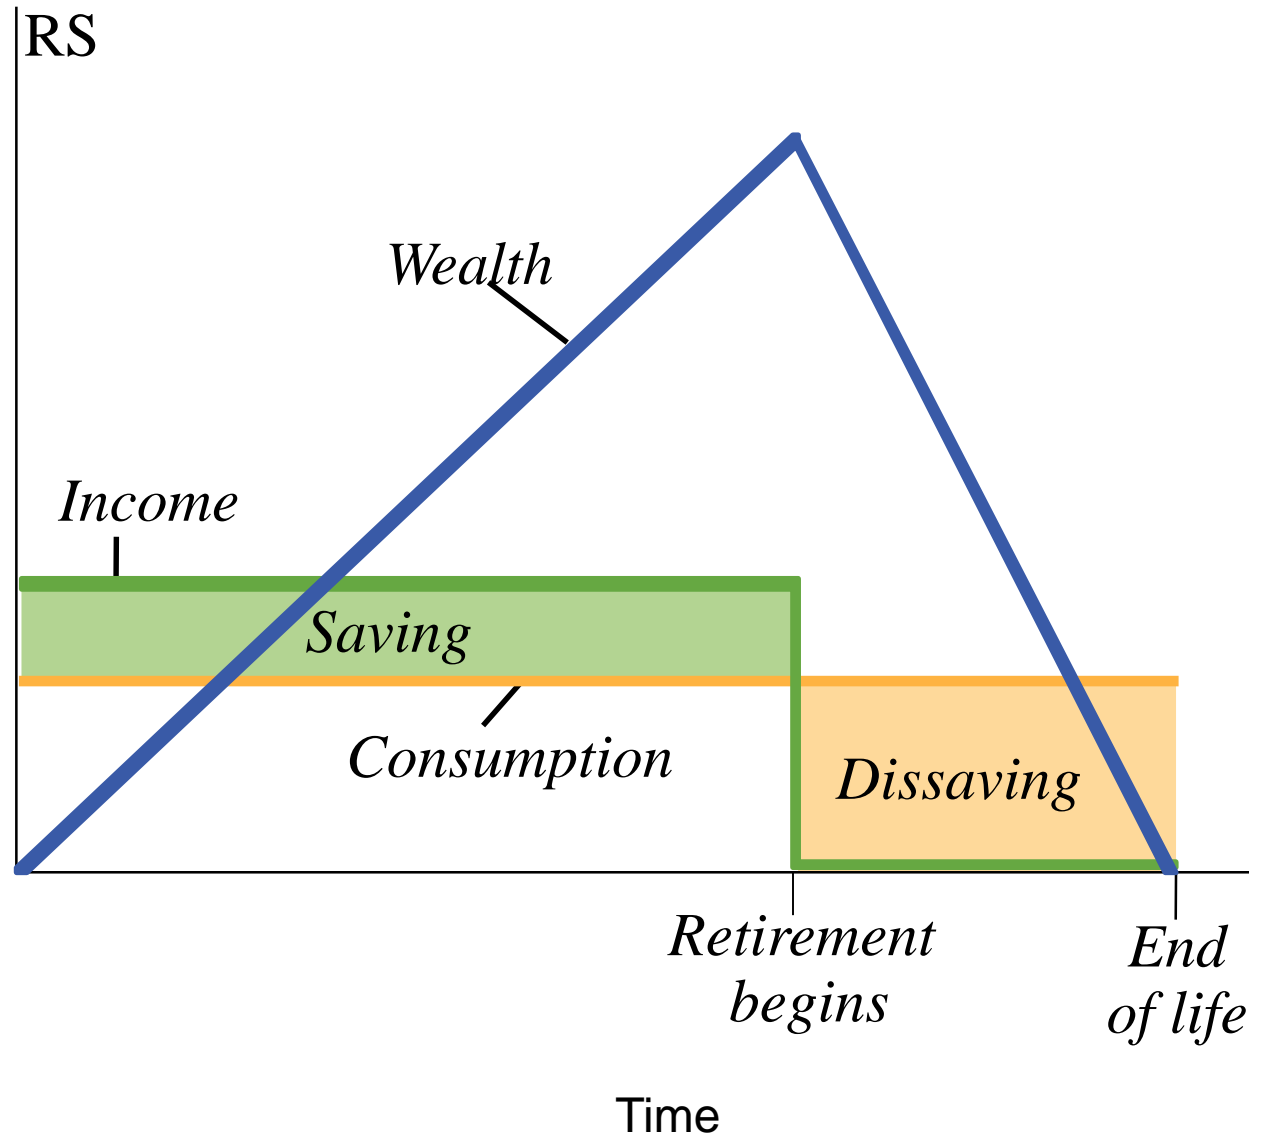 RS
Wealth
Income
Saving
Consumption
Dissaving
Retirement
begins
End
of life
Time